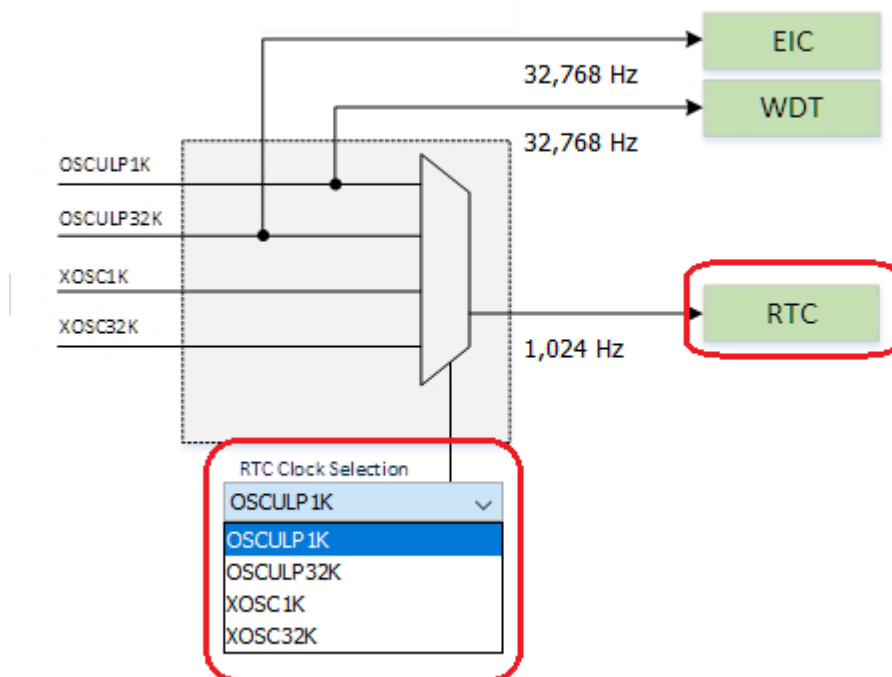 EIC
32,768 Hz
WDT
32,768 Hz
OSCULP1K
OSCULP32K
XOSC1K
XOSC32K
RTC
1,024 Hz
RTC Clock Selection
OSCULP1K
OSCULP1K
OSCULP32K
XOSC1K
XOSC32K